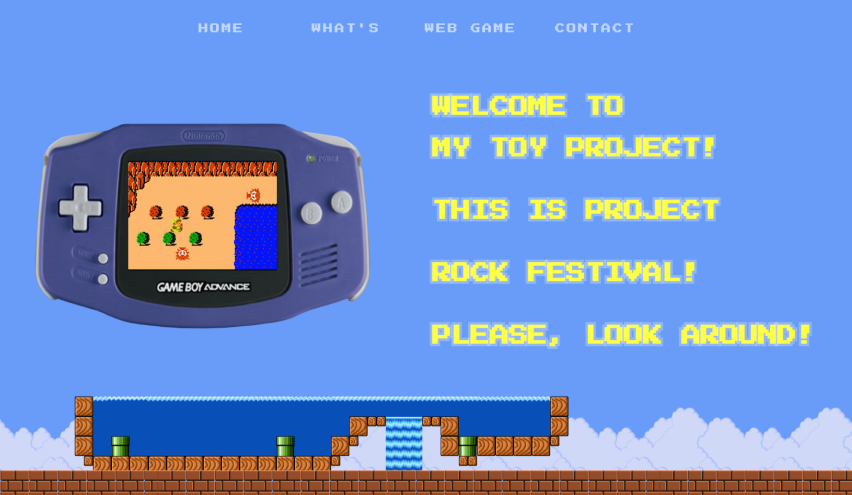 HOME WHAT'S WEB GAME CONTACT
WELCOME TO
MY TOY PROJECT!
THIS IS PROJECT
ROCK FESTIVAL!
PLEASE, LOOK AROUND!
Nintendo
POWER
A
B
GAME BOY ADVANCE